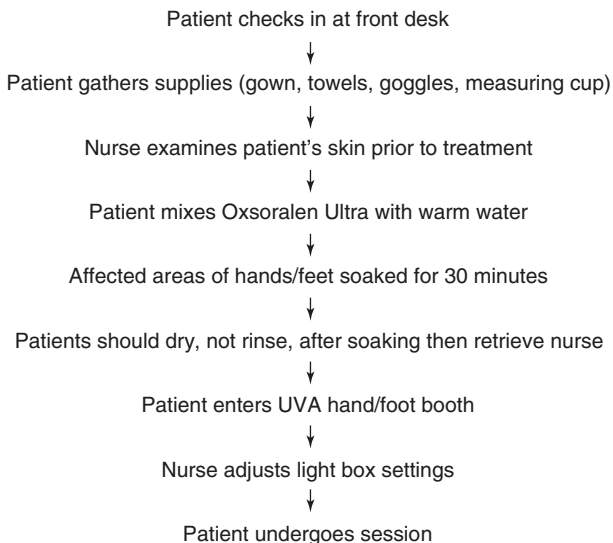 Patient checks in at front desk
Patient gathers supplies (gown, towels, goggles, measuring cup)
Nurse examines patient's skin prior to treatment
Patient mixes Oxsoralen Ultra with warm water
Affected areas of hands/feet soaked for 30 minutes
Patients should dry, not rinse, after soaking then retrieve nurse
Patient enters UVA hand/foot booth
Nurse adjusts light box settings
Patient undergoes session